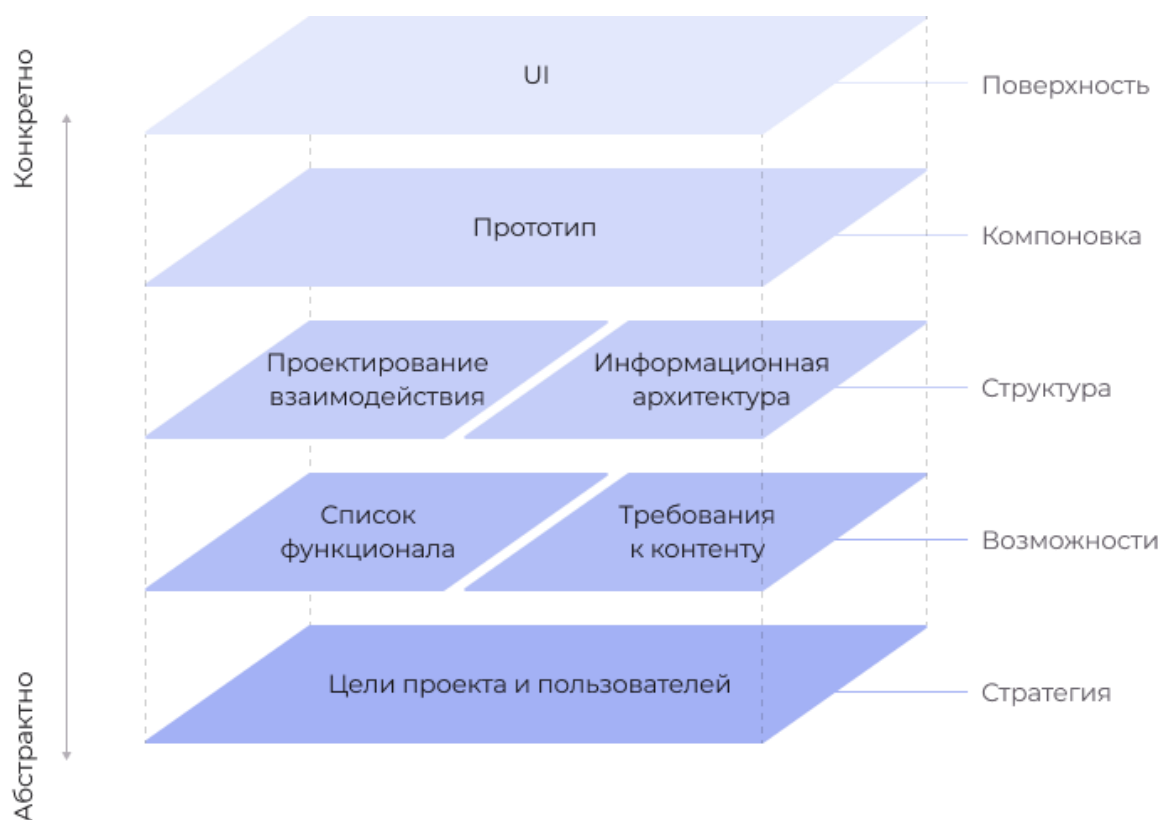 Конкретно
UI
Поверхность
Прототип
Компоновка
Проектирование
взаимодействия
Информационная
архитектура
Структура
Список
функционала
Требования
к контенту
Возможности
Цели проекта и пользователей
Стратегия
Абстрактно